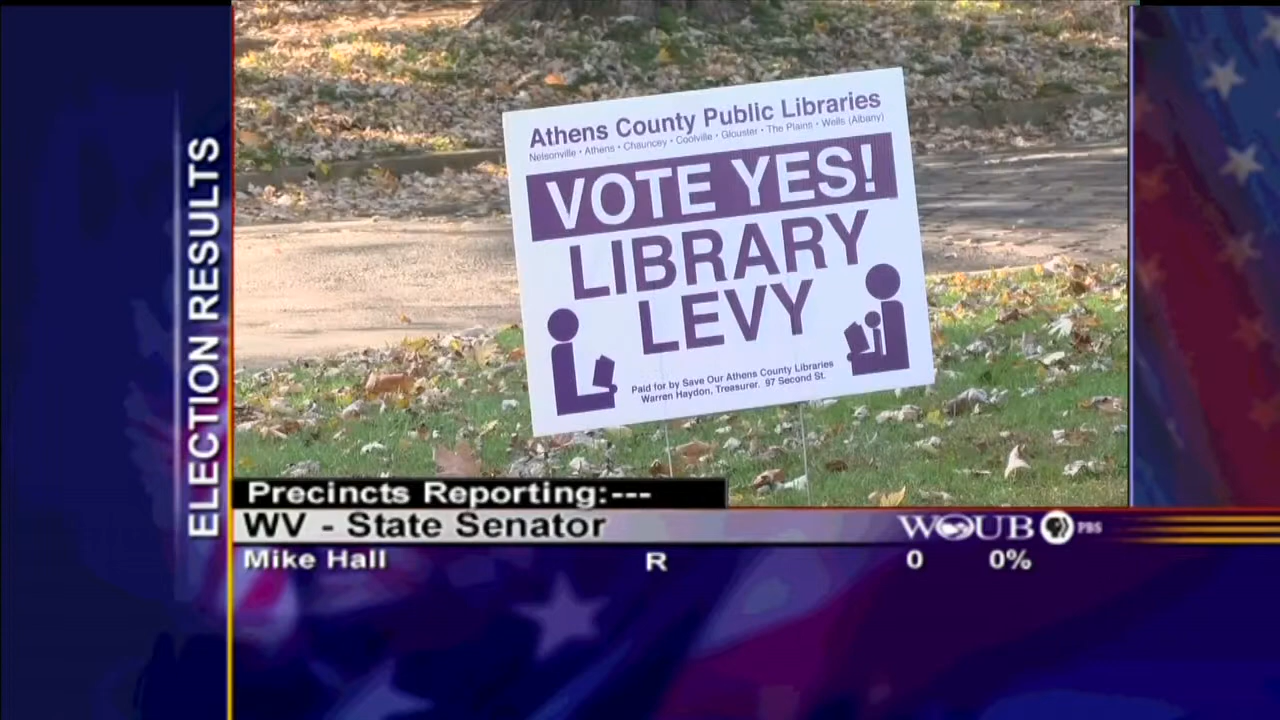 ELECTION RESULTS
Athens County Public Libraries
Nelsonville • Athens • Chauncey • Coolville • Glouster • The Plains • Wells (Albany)
VOTE YES!
LIBRARY
LEVY
Paid for by Save Our Athens County Libraries
Warren Haydon, Treasurer. 97 Second St.
Precincts Reporting:---
WV - State Senator
WOUB PBS
Mike Hall R 0 0%